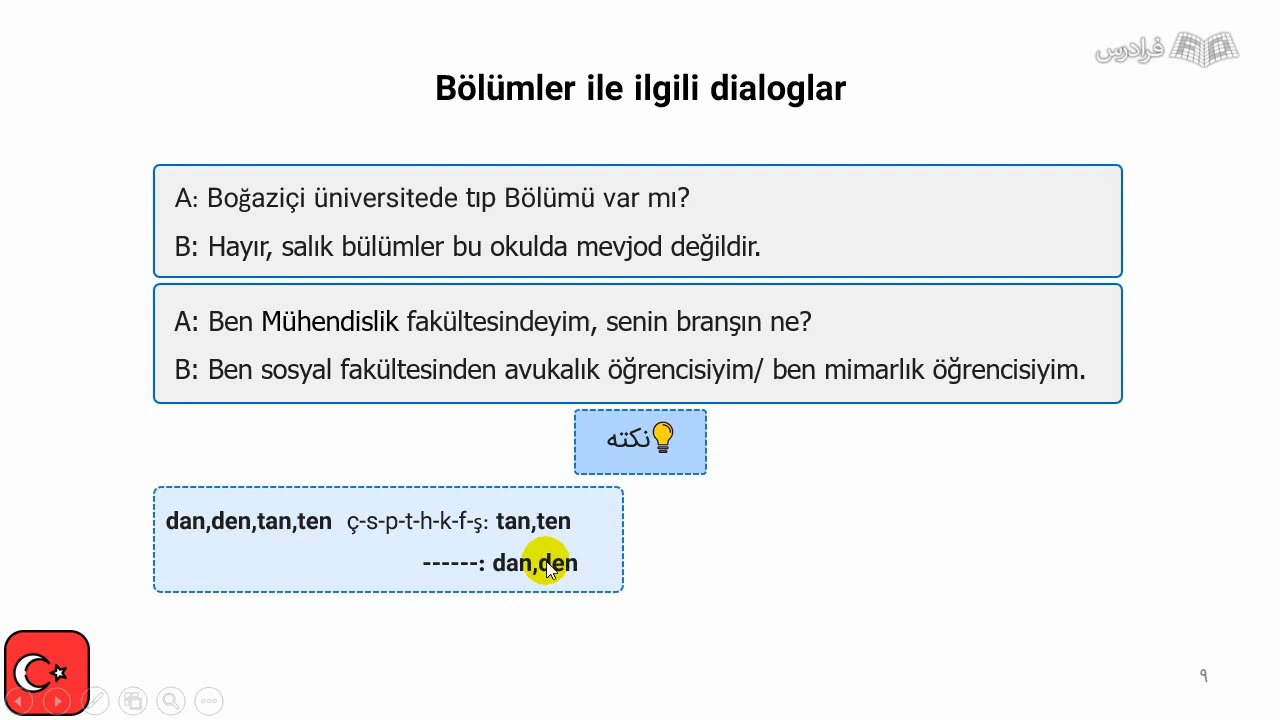 فرادرس
Bölümler ile ilgili dialoglar
A: Boğaziçi üniversitede tıp Bölümü var mı?
B: Hayır, salık bülümler bu okulda mevjod değildir.
A: Ben Mühendislik fakültesindeyim, senin branşın ne?
B: Ben sosyal fakültesinden avukalık öğrencisiyim/ ben mimarlık öğrencisiyim.
نکته
dan,den,tan,ten ç-s-p-t-h-k-f-ş: tan,ten
------: dan,den
۹